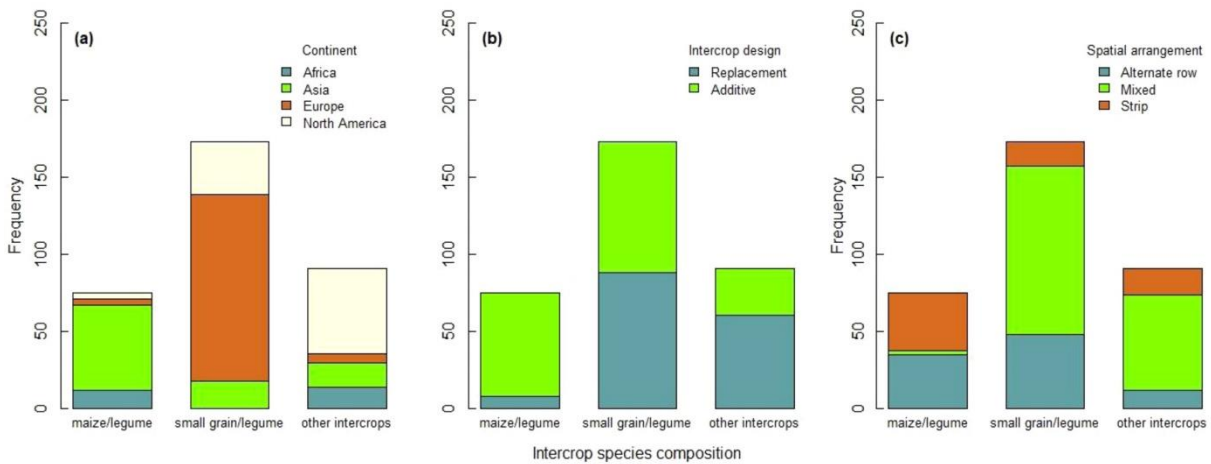 (a)
Continent
Africa
Asia
Europe
North America
Frequency
0 50 100 150 200 250
maize/legume small grain/legume other intercrops
(b)
Intercrop design
Replacement
Additive
0 50 100 150 200 250
maize/legume small grain/legume other intercrops
(c)
Spatial arrangement
Alternate row
Mixed
Strip
Frequency
0 50 100 150 200 250
maize/legume small grain/legume other intercrops
Intercrop species composition